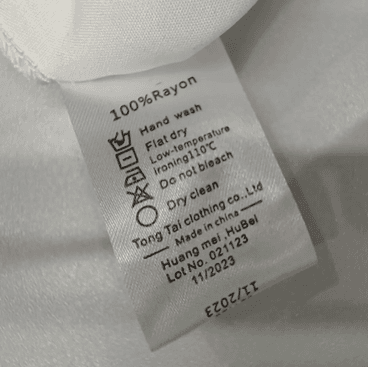 100%Rayon
Hand wash
Flat dry
Low-temperature
ironing110℃
Do not bleach
Dry clean
Tong Tai clothing co.,Ltd
Made in china
Huang mei ,HuBei
Lot No. 021123
11/2023
11/2023